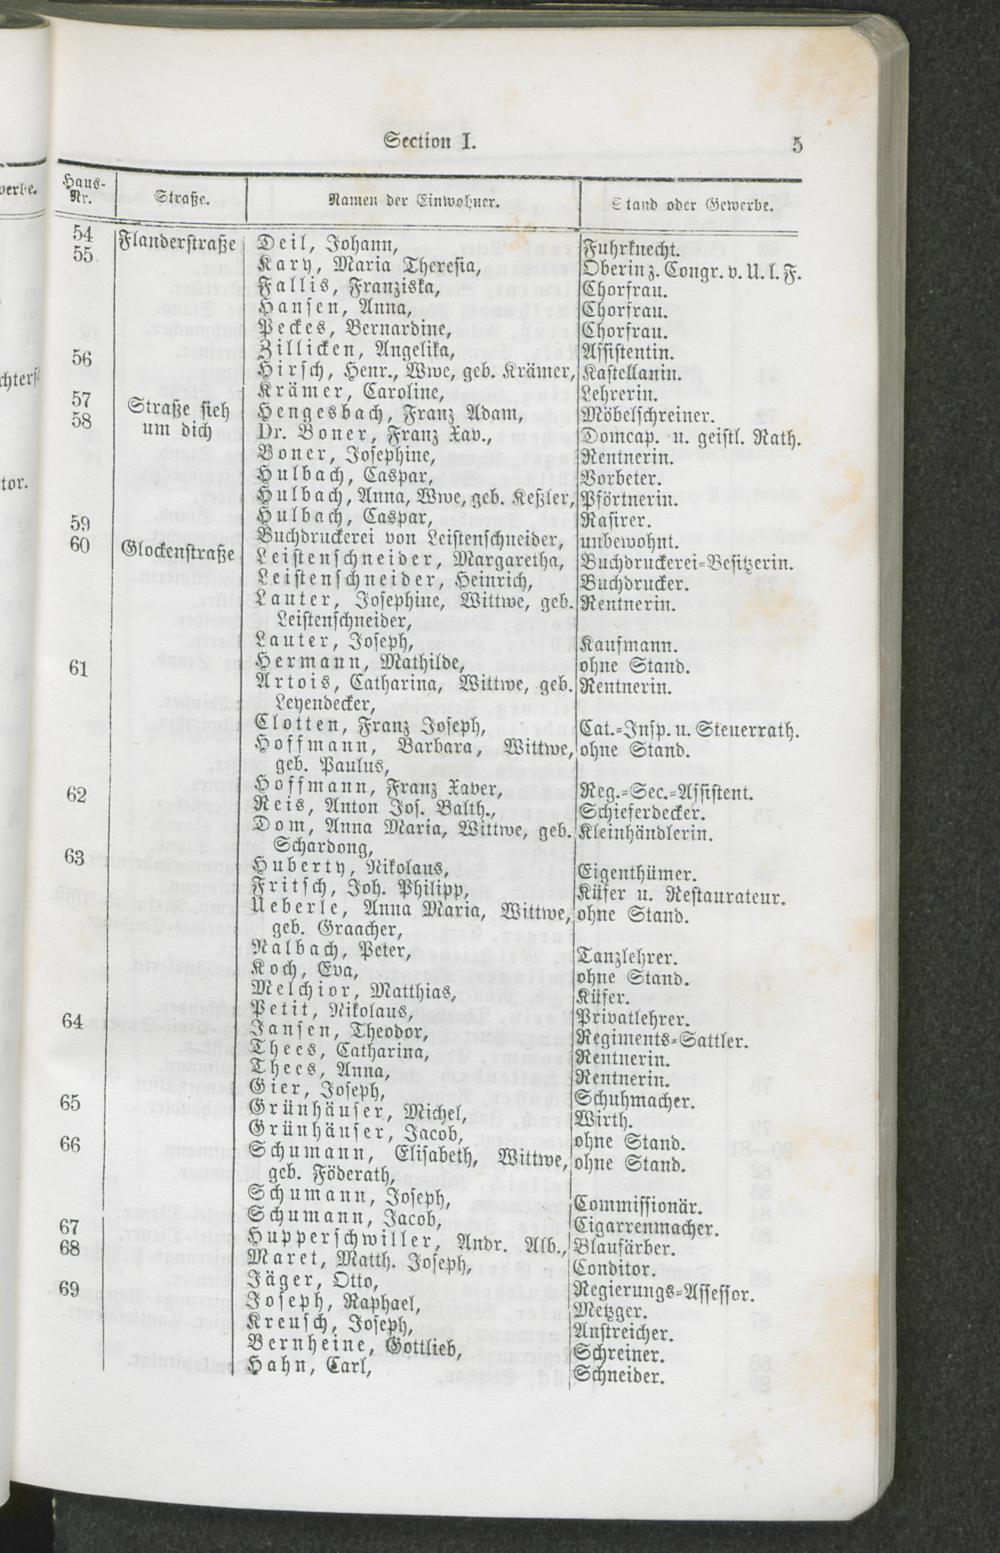 Section I. 5
Haus-Nr. Straße. Namen der Einwohner. Stand oder Gewerbe.
54 Flanderstraße Deil, Johann, Fuhrknecht.
55 Kary, Maria Theresia, Oberin z. Congr. v. U. l. F.
Fallis, Franziska, Chorfrau.
Hansen, Anna, Chorfrau.
Peckes, Bernardine, Chorfrau.
Zillicken, Angelika, Assistentin.
56 Hirsch, Henr., Wwe, geb. Krämer, Kastellanin.
Krämer, Caroline, Lehrerin.
57 Straße sieh Hengesbach, Franz Adam, Möbelschreiner.
58 um dich Dr. Boner, Franz Xav., Domcap. u. geistl. Rath.
Boner, Josephine, Rentnerin.
Hulbach, Caspar, Vorbeter.
Hulbach, Anna, Wwe, geb. Keßler, Pförtnerin.
Hulbach, Caspar, Rasirer.
59 Buchdruckerei von Leistenschneider, unbewohnt.
60 Glockenstraße Leistenschneider, Margaretha, Buchdruckerei-Besitzerin.
Leistenschneider, Heinrich, Buchdrucker.
Lauter, Josephine, Wittwe, geb. Rentnerin.
Leistenschneider,
Lauter, Joseph, Kaufmann.
Hermann, Mathilde, ohne Stand.
61 Artois, Catharina, Wittwe, geb. Rentnerin.
Leyendecker,
Clotten, Franz Joseph, Cat.-Insp. u. Steuerrath.
Hoffmann, Barbara, Wittwe, ohne Stand.
geb. Paulus,
Hoffmann, Franz Xaver, Reg.-Sec.-Assistent.
62 Reis, Anton Jos. Balth., Schieferdecker.
Dom, Anna Maria, Wittwe, geb. Kleinhändlerin.
Schardong,
63 Huberty, Nikolaus, Eigenthümer.
Fritsch, Joh. Philipp, Küfer u. Restaurateur.
Ueberle, Anna Maria, Wittwe, ohne Stand.
geb. Graacher,
Nalbach, Peter, Tanzlehrer.
Koch, Eva, ohne Stand.
Melchior, Matthias, Küfer.
Petit, Nikolaus, Privatlehrer.
64 Jansen, Theodor, Regiments-Sattler.
Thees, Catharina, Rentnerin.
Thees, Anna, Rentnerin.
Gier, Joseph, Schuhmacher.
65 Grünhäuser, Michel, Wirth.
Grünhäuser, Jacob, ohne Stand.
66 Schumann, Elisabeth, Wittwe, ohne Stand.
geb. Föderath,
Schumann, Joseph, Commissionär.
Schumann, Jacob, Cigarrenmacher.
67 Hupperschwiller, Andr. Alb., Blaufärber.
68 Maret, Matth. Joseph, Conditor.
Jäger, Otto, Regierungs-Assessor.
69 Joseph, Raphael, Metzger.
Kreusch, Joseph, Anstreicher.
Bernheine, Gottlieb, Schreiner.
Hahn, Carl, Schneider.